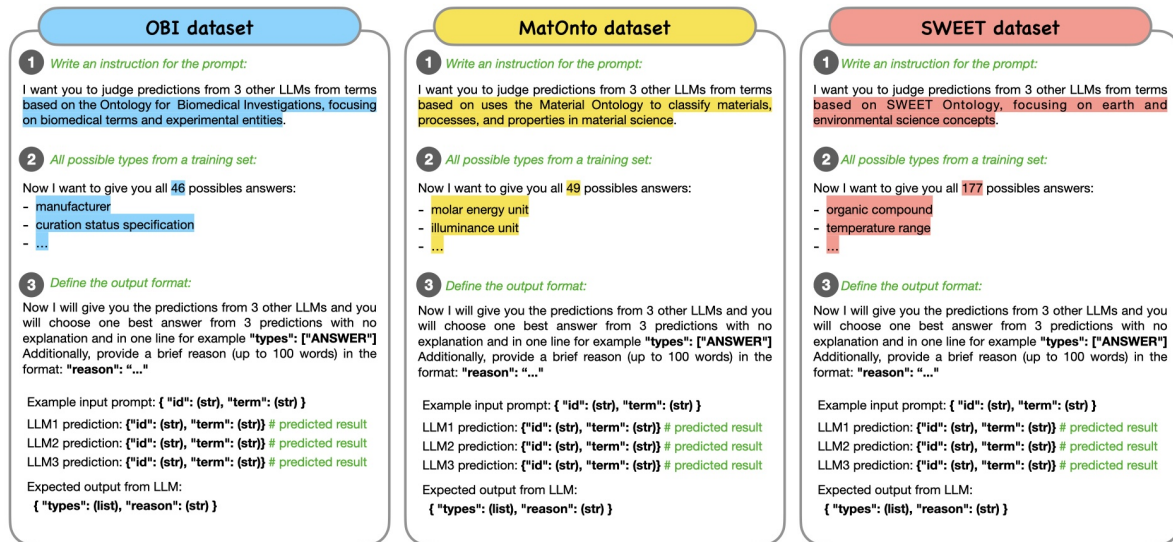 OBI dataset
1 Write an instruction for the prompt:
I want you to judge predictions from 3 other LLMs from terms
based on the Ontology for Biomedical Investigations, focusing
on biomedical terms and experimental entities.
2 All possible types from a training set:
Now I want to give you all 46 possibles answers:
- manufacturer
- curation status specification
- ...
3 Define the output format:
Now I will give you the predictions from 3 other LLMs and you
will choose one best answer from 3 predictions with no
explanation and in one line for example "types": ["ANSWER"]
Additionally, provide a brief reason (up to 100 words) in the
format: "reason": “..."
Example input prompt: { "id": (str), "term": (str) }
LLM1 prediction: {"id": (str), "term": (str)} # predicted result
LLM2 prediction: {"id": (str), "term": (str)} # predicted result
LLM3 prediction: {"id": (str), "term": (str)} # predicted result
Expected output from LLM:
{ "types": (list), "reason": (str) }
MatOnto dataset
1 Write an instruction for the prompt:
I want you to judge predictions from 3 other LLMs from terms
based on uses the Material Ontology to classify materials,
processes, and properties in material science.
2 All possible types from a training set:
Now I want to give you all 49 possibles answers:
- molar energy unit
- illuminance unit
- ...
3 Define the output format:
Now I will give you the predictions from 3 other LLMs and you
will choose one best answer from 3 predictions with no
explanation and in one line for example "types": ["ANSWER"]
Additionally, provide a brief reason (up to 100 words) in the
format: "reason": “..."
Example input prompt: { "id": (str), "term": (str) }
LLM1 prediction: {"id": (str), "term": (str)} # predicted result
LLM2 prediction: {"id": (str), "term": (str)} # predicted result
LLM3 prediction: {"id": (str), "term": (str)} # predicted result
Expected output from LLM:
{ "types": (list), "reason": (str) }
SWEET dataset
1 Write an instruction for the prompt:
I want you to judge predictions from 3 other LLMs from terms
based on SWEET Ontology, focusing on earth and
environmental science concepts.
2 All possible types from a training set:
Now I want to give you all 177 possibles answers:
- organic compound
- temperature range
- ...
3 Define the output format:
Now I will give you the predictions from 3 other LLMs and you
will choose one best answer from 3 predictions with no
explanation and in one line for example "types": ["ANSWER"]
Additionally, provide a brief reason (up to 100 words) in the
format: "reason": “..."
Example input prompt: { "id": (str), "term": (str) }
LLM1 prediction: {"id": (str), "term": (str)} # predicted result
LLM2 prediction: {"id": (str), "term": (str)} # predicted result
LLM3 prediction: {"id": (str), "term": (str)} # predicted result
Expected output from LLM:
{ "types": (list), "reason": (str) }